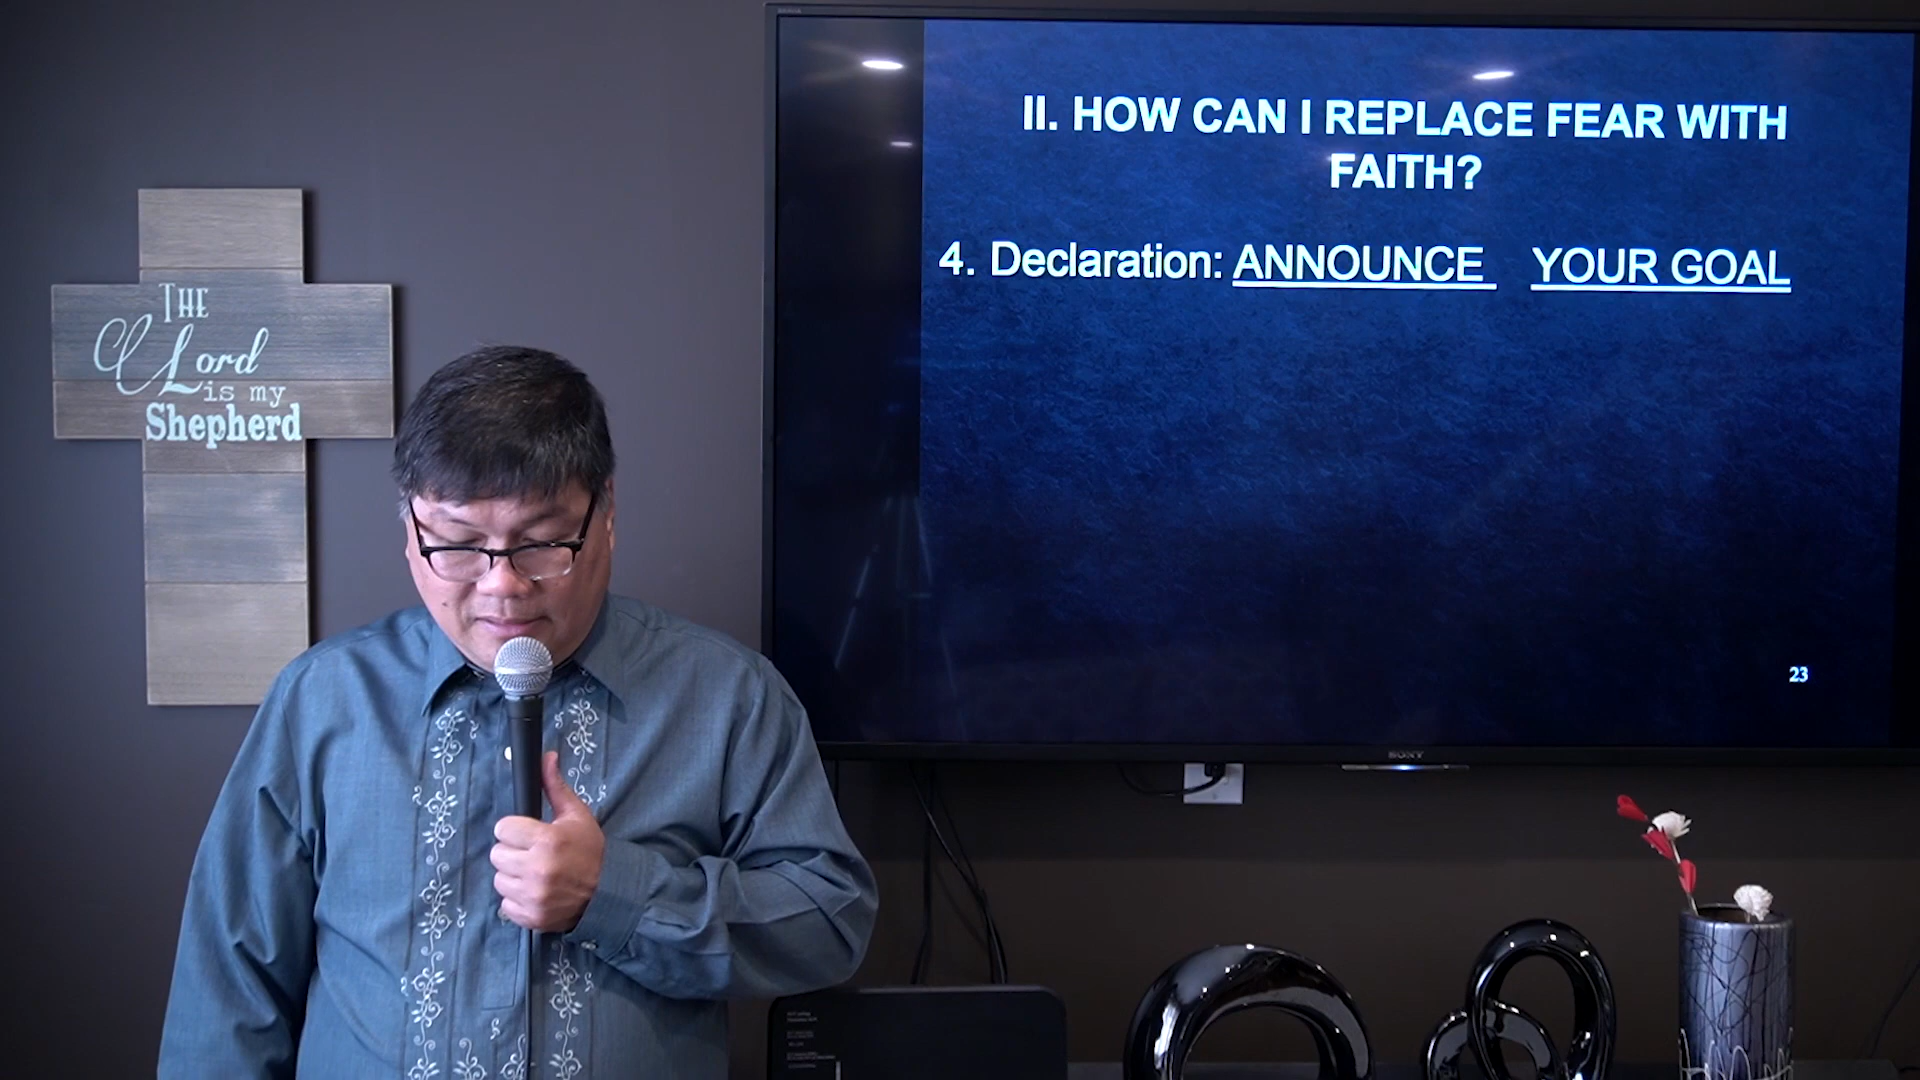 THE
Lord
is my
Shepherd
II. HOW CAN I REPLACE FEAR WITH
FAITH?
4. Declaration: ANNOUNCE YOUR GOAL
23
SONY